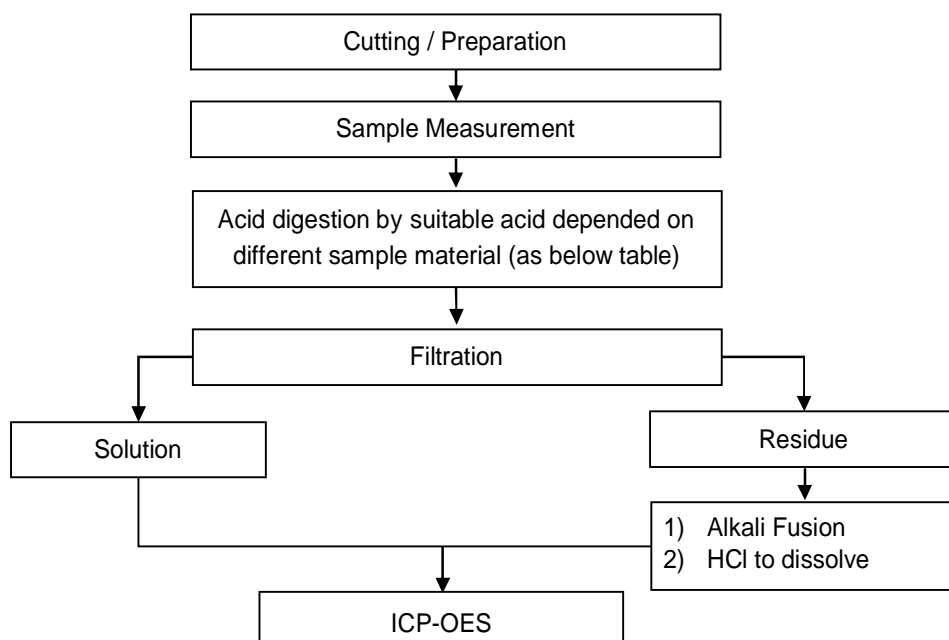 Cutting / Preparation
Sample Measurement
Acid digestion by suitable acid depended on
different sample material (as below table)
Filtration
Solution
Residue
1) Alkali Fusion
2) HCl to dissolve
ICP-OES